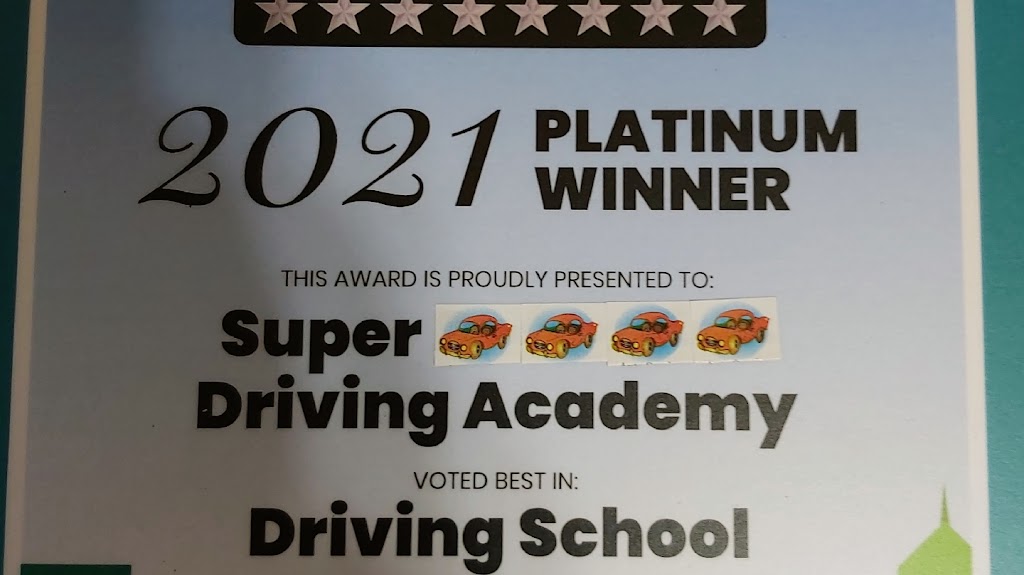 2021 PLATINUM
WINNER
THIS AWARD IS PROUDLY PRESENTED TO:
Super
Driving Academy
VOTED BEST IN:
Driving School